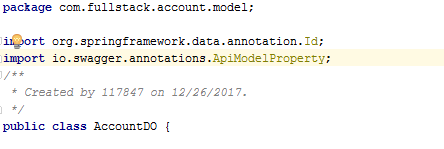 package com.fullstack.account.model;
import org.springframework.data.annotation.Id;
import io.swagger.annotations.ApiModelProperty;
/**
 * Created by 117847 on 12/26/2017.
 */
public class AccountDO {